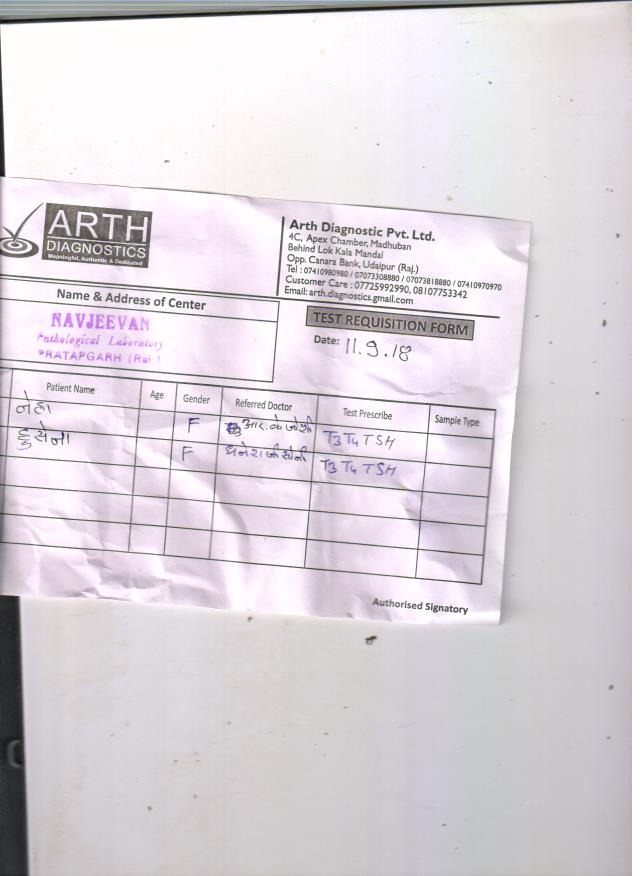 ARTH
DIAGNOSTICS
Meaningful, Authentic & Dedicated
Arth Diagnostic Pvt. Ltd.
4C, Apex Chamber, Madhuban
Behind Lok Kala Mandal
Opp. Canara Bank, Udaipur (Raj.)
Tel : 07410980980 / 07073308880 / 07073818880 / 07410970970
Customer Care : 07725992990, 08107753342
Email: arth.diagnostics.gmail.com
Name & Address of Center
NAVJEEVAN
Pathological Laboratory
PRATAPGARH (Raj.)
TEST REQUISITION FORM
Date: 11.9.18
Patient Name Age Gender Referred Doctor Test Prescribe Sample Type
नेहा F आर.के जोशी T3 T4 TSH
हुसेना F धनेशजी सोनी T3 T4 TSH
Authorised Signatory